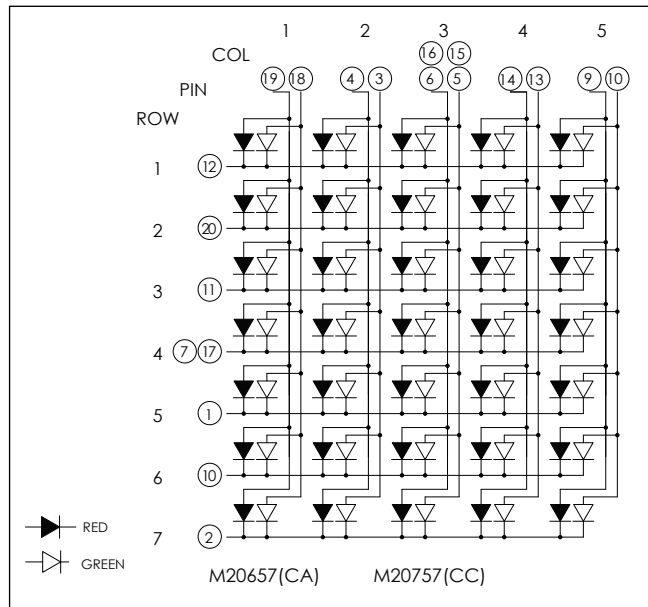 1 2 3 4 5
COL
16 15
PIN 19 18 4 3 6 5 14 13 9 10
ROW
1 12
2 20
3 11
4 7 17
5 1
6 10
7 2
RED
GREEN
M20657(CA) M20757(CC)